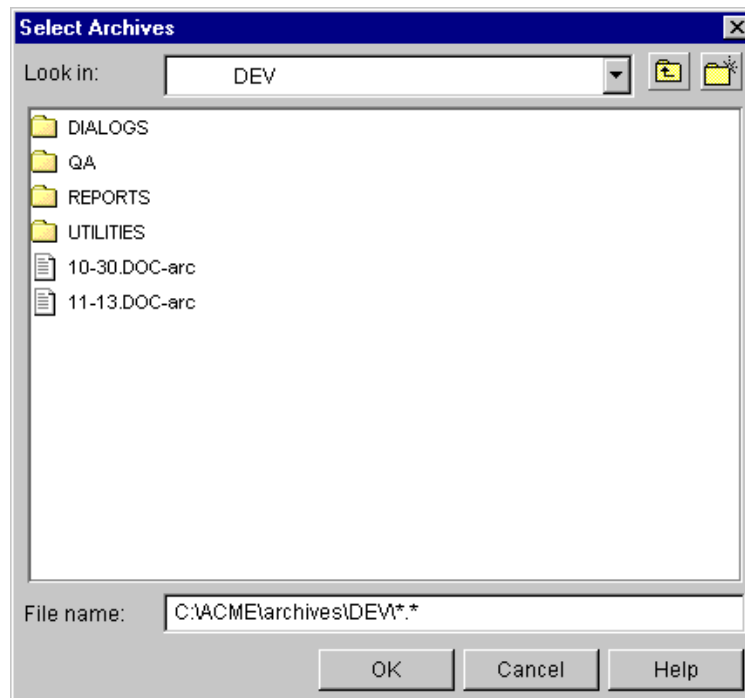 Select Archives
Look in: DEV
DIALOGS
QA
REPORTS
UTILITIES
10-30.DOC-arc
11-13.DOC-arc
File name: C:\ACME\archives\DEV\*.*
OK Cancel Help